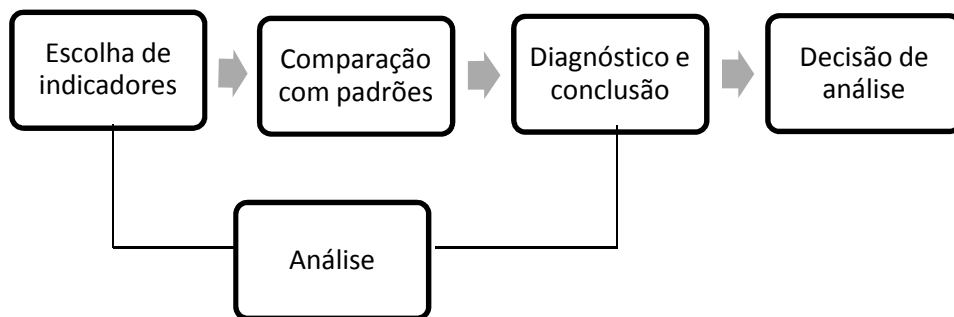 Escolha de
indicadores
Comparação
com padrões
Diagnóstico e
conclusão
Decisão de
análise
Análise